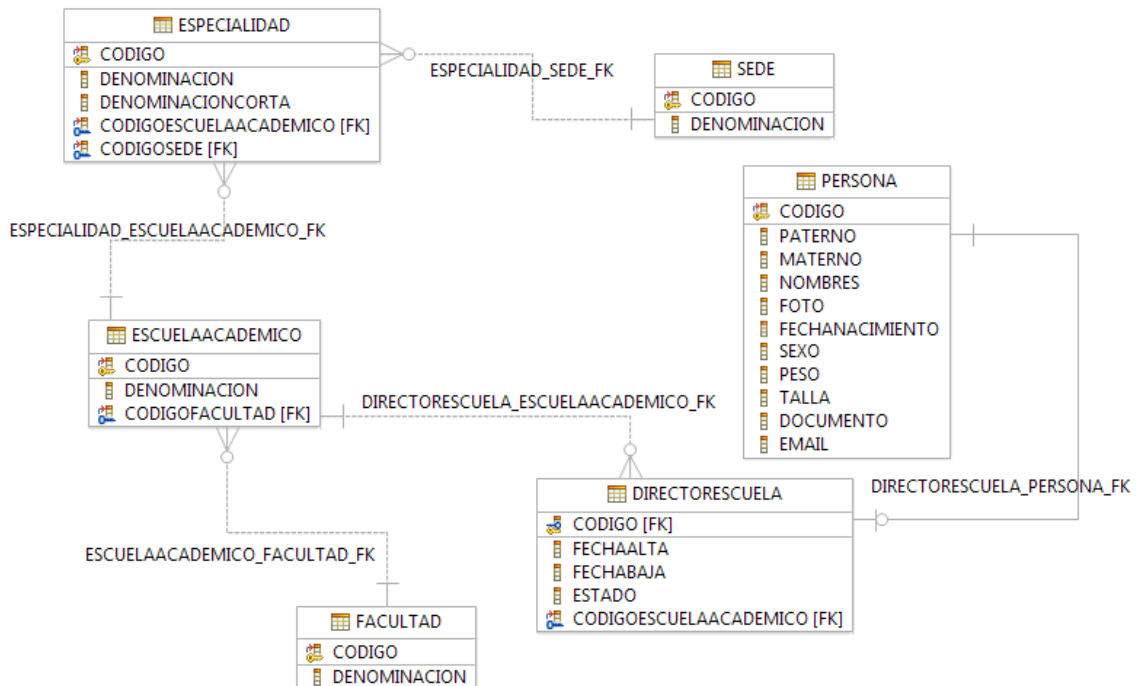 ESPECIALIDAD
CODIGO
DENOMINACION
DENOMINACIONCORTA
CODIGOESCUELAACADEMICO [FK]
CODIGOSEDE [FK]
ESPECIALIDAD_SEDE_FK
SEDE
CODIGO
DENOMINACION
ESPECIALIDAD_ESCUELAACADEMICO_FK
PERSONA
CODIGO
PATERNO
MATERNO
NOMBRES
FOTO
FECHANACIMIENTO
SEXO
PESO
TALLA
DOCUMENTO
EMAIL
ESCUELAACADEMICO
CODIGO
DENOMINACION
CODIGOFACULTAD [FK]
DIRECTORESCUELA_ESCUELAACADEMICO_FK
DIRECTORESCUELA_PERSONA_FK
DIRECTORESCUELA
CODIGO [FK]
FECHAALTA
FECHABAJA
ESTADO
CODIGOESCUELAACADEMICO [FK]
ESCUELAACADEMICO_FACULTAD_FK
FACULTAD
CODIGO
DENOMINACION